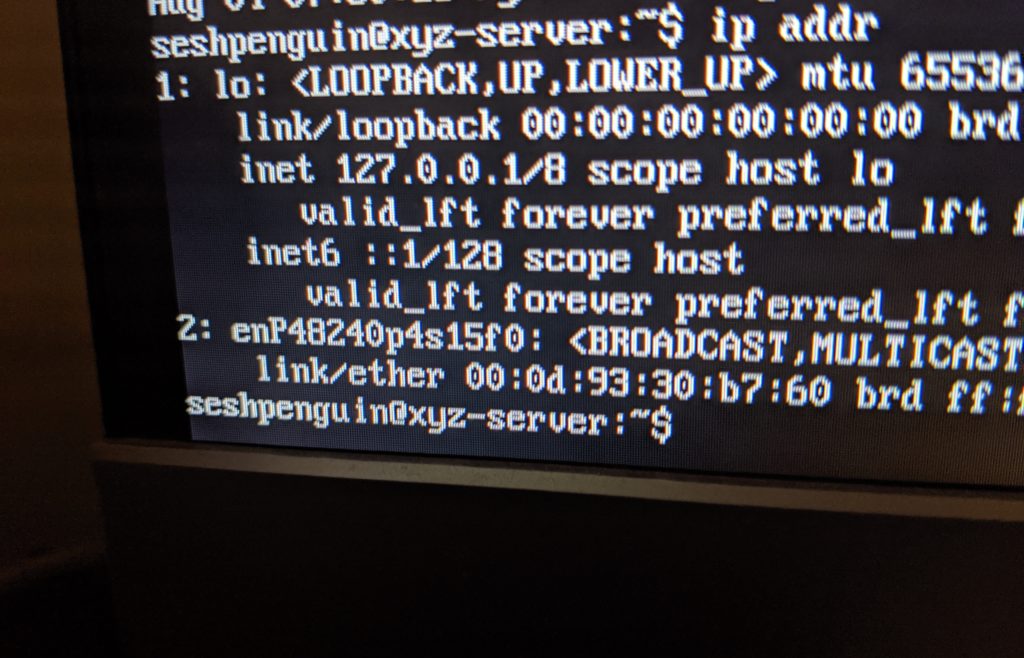 seshpenguin@xyz-server:~$ ip addr
1: lo: <LOOPBACK,UP,LOWER_UP> mtu 65536
link/loopback 00:00:00:00:00:00 brd
inet 127.0.0.1/8 scope host lo
valid_lft forever preferred_lft f
inet6 ::1/128 scope host
valid_lft forever preferred_lft f
2: enP48240p4s15f0: <BROADCAST,MULTICAST
link/ether 00:0d:93:30:b7:60 brd ff:f
seshpenguin@xyz-server:~$